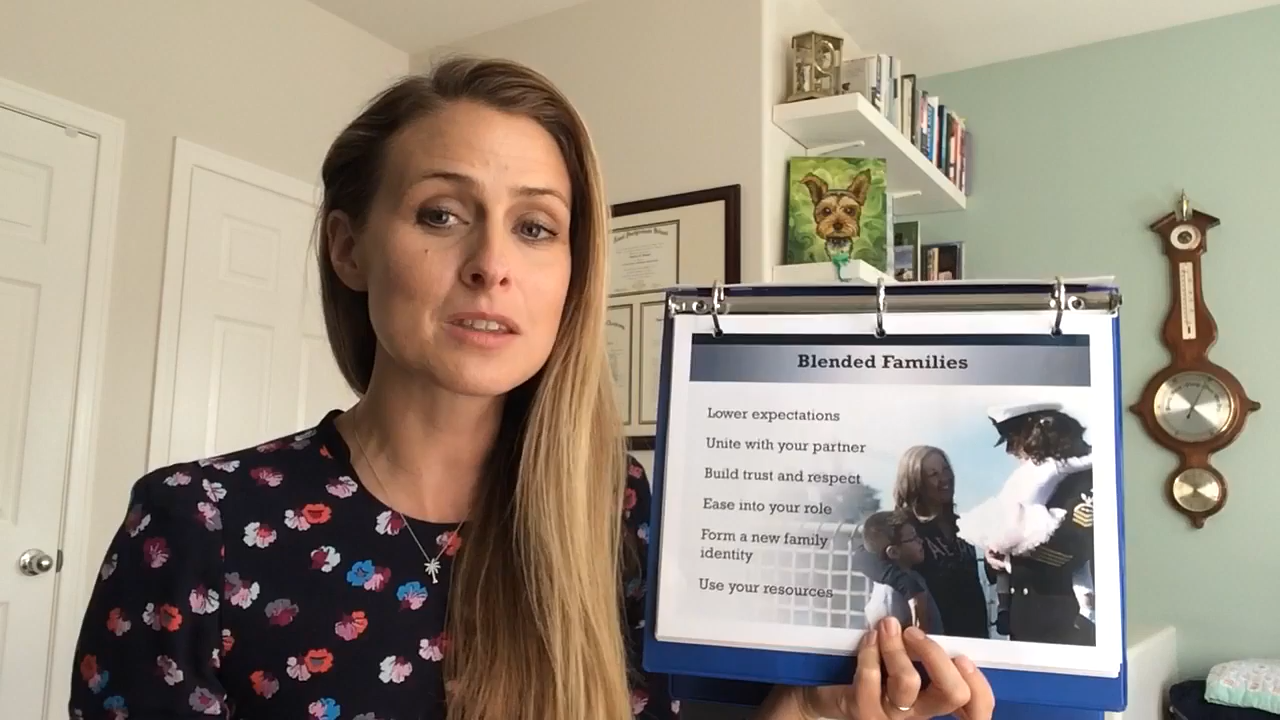 Blended Families
Lower expectations
Unite with your partner
Build trust and respect
Ease into your role
Form a new family
identity
Use your resources